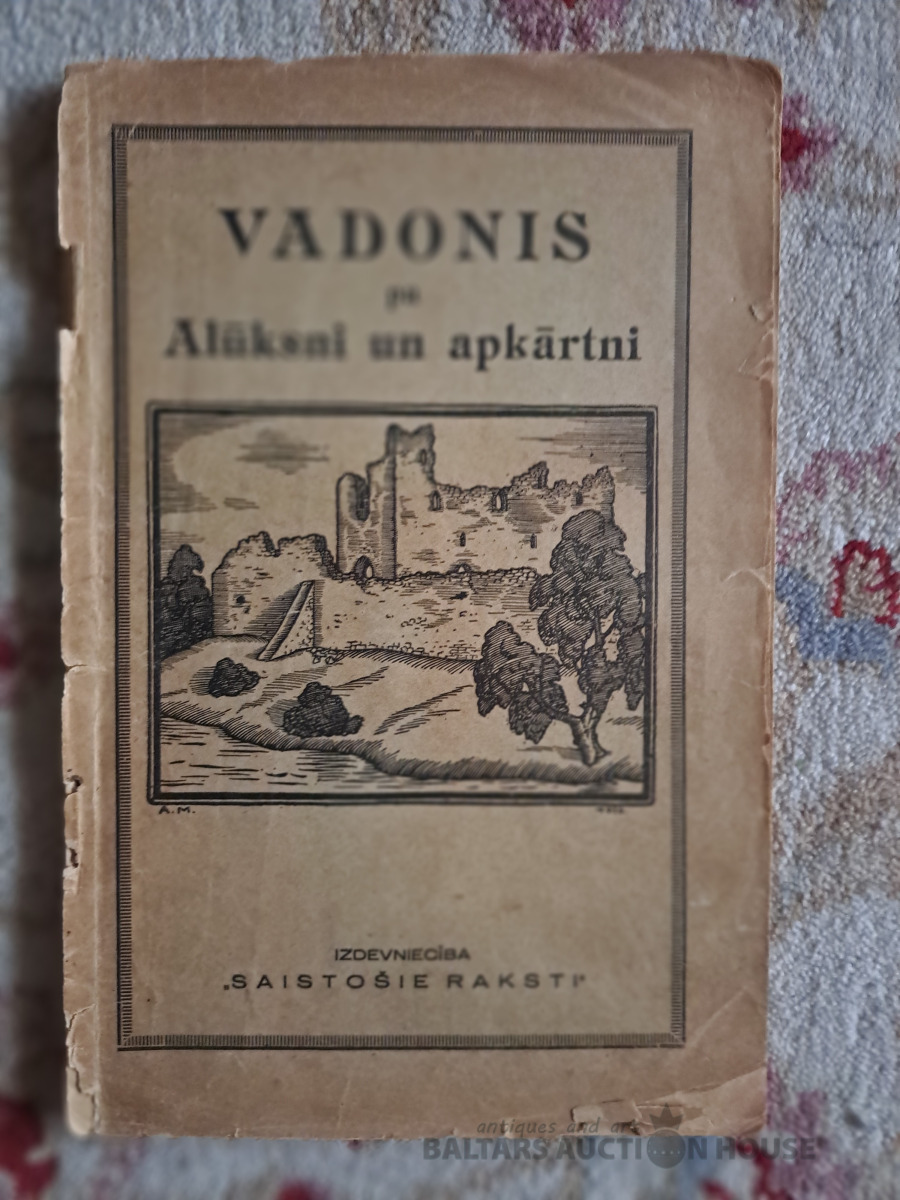 VADONIS
pa
Alūksni un apkārtni
A.M.
IZDEVNIECĪBA
„SAISTOŠIE RAKSTI"
antiques and art
BALTARS AUCTION HOUSE